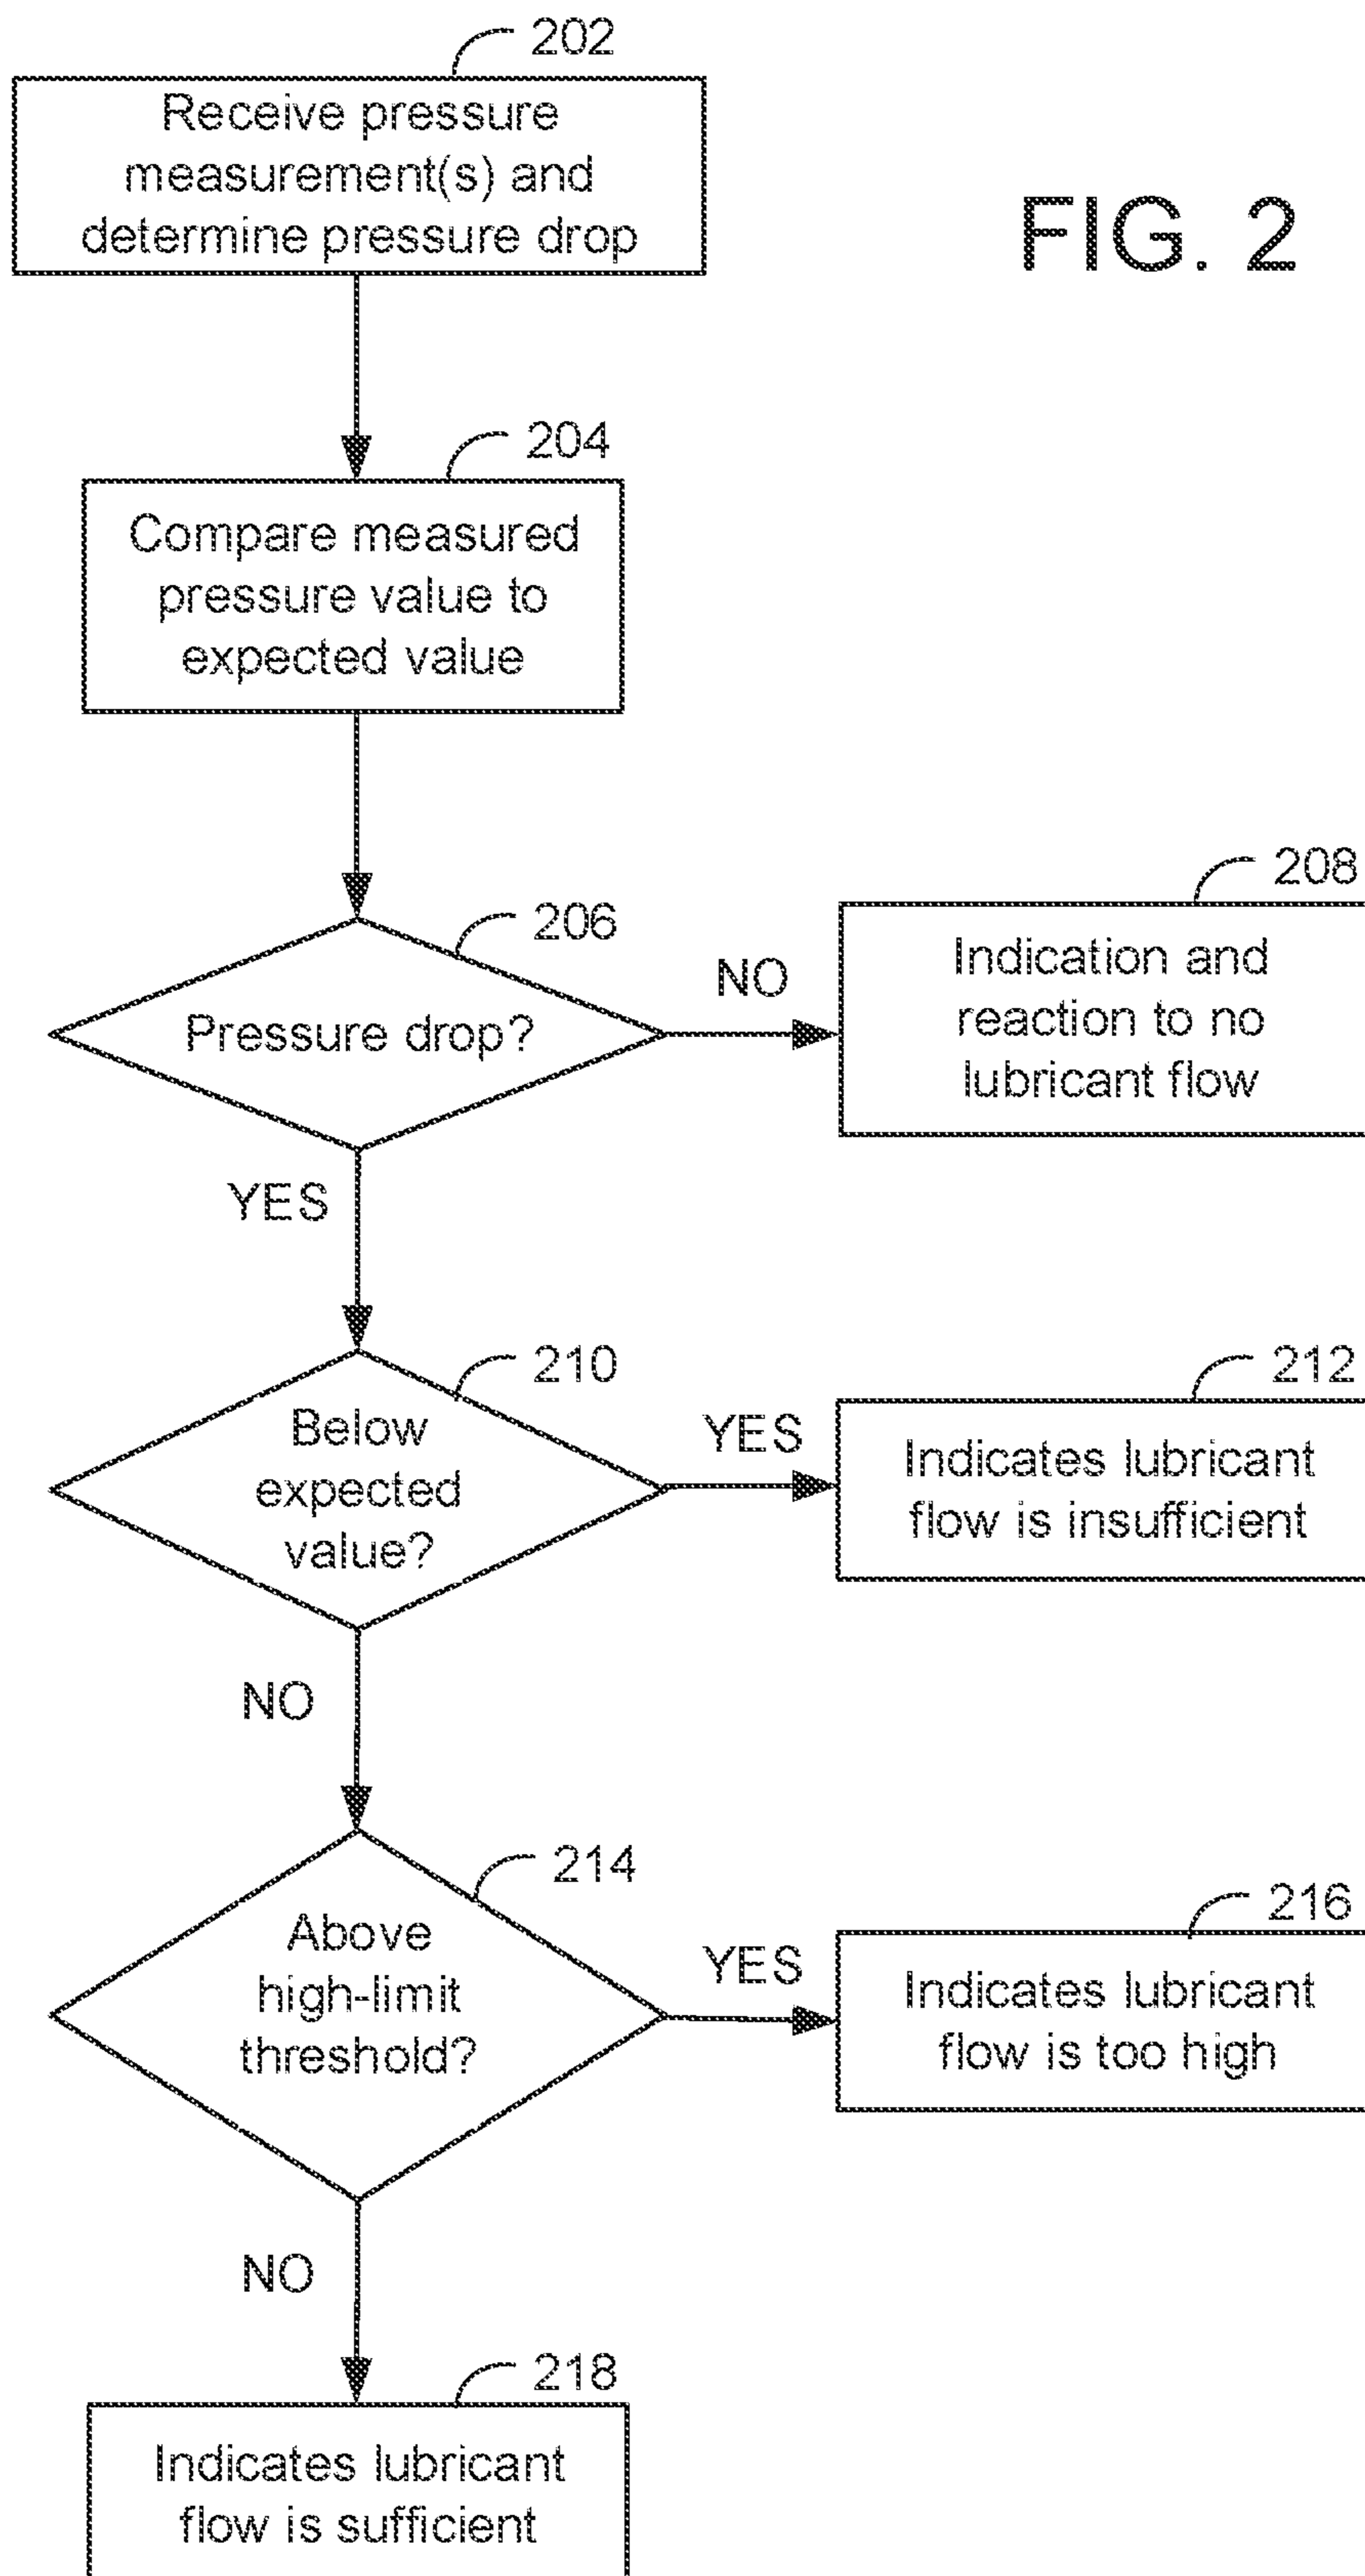 202
Receive pressure
measurement(s) and
determine pressure drop
FIG. 2
204
Compare measured
pressure value to
expected value
206
Pressure drop?
NO
208
Indication and
reaction to no
lubricant flow
YES
210
Below
expected
value?
YES
212
Indicates lubricant
flow is insufficient
NO
214
Above
high-limit
threshold?
YES
216
Indicates lubricant
flow is too high
NO
218
Indicates lubricant
flow is sufficient